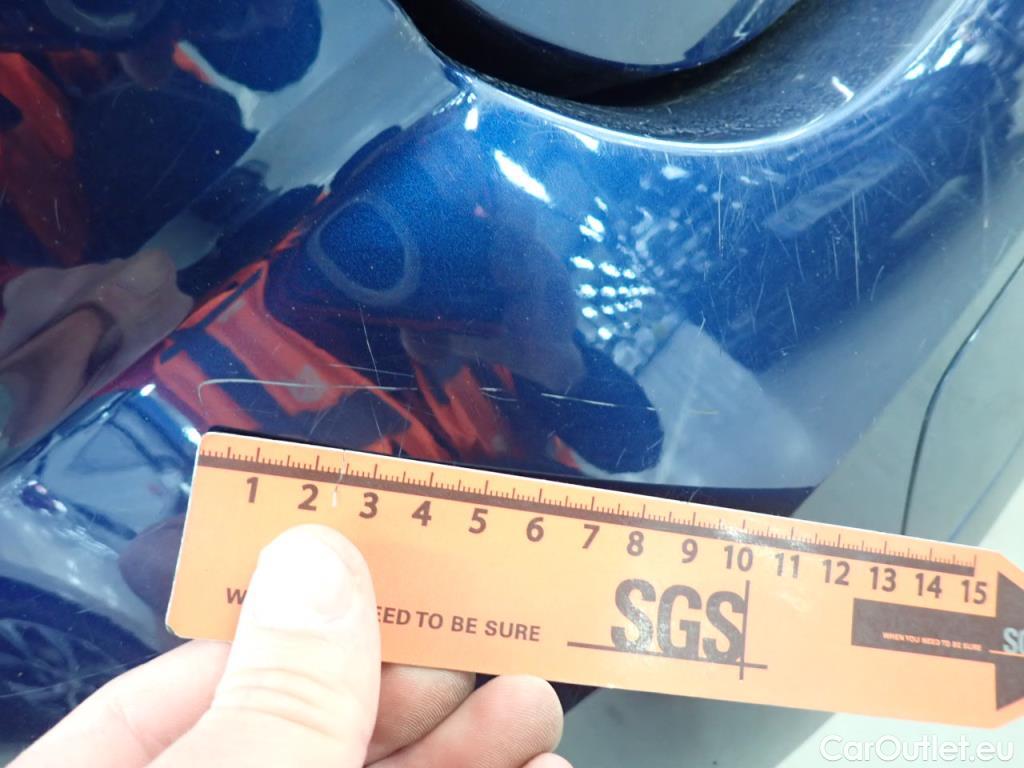 1 2 3 4 5 6 7 8 9 10 11 12 13 14 15
SGS
W EED TO BE SURE
WHEN YOU NEED TO BE SURE
CarOutlet.eu